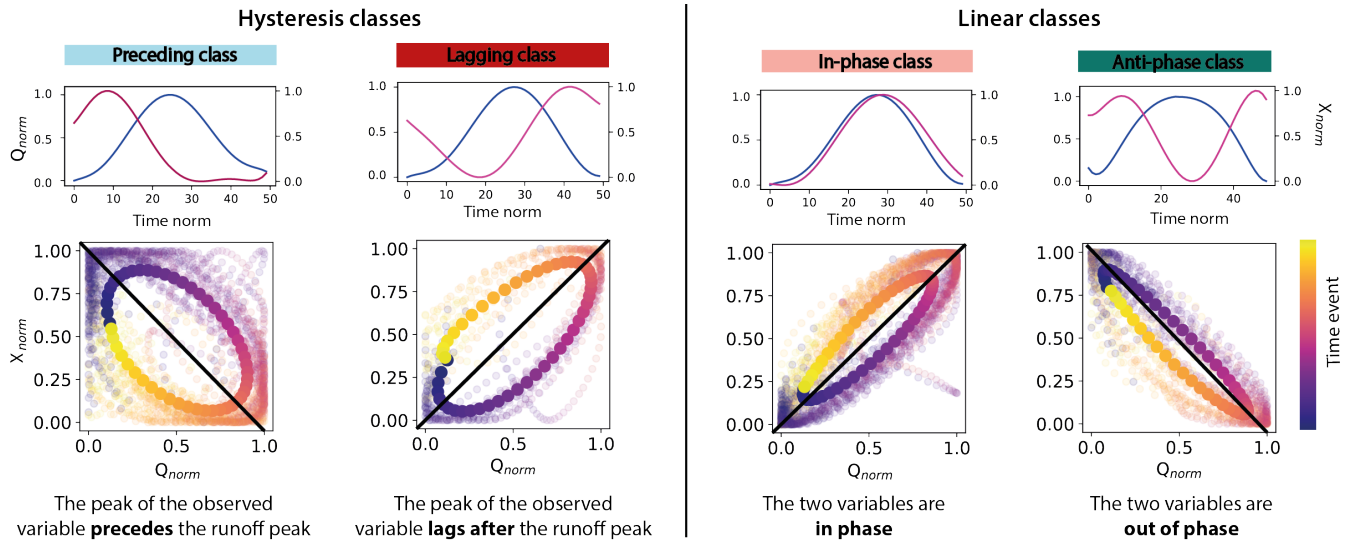 Hysteresis classes
Linear classes
Preceding class
Lagging class
In-phase class
Anti-phase class
1.0
0.5
0.0
Q_norm
1.0
0.5
0.0
0 10 20 30 40 50
Time norm
1.0
0.5
0.0
1.0
0.5
0.0
0 10 20 30 40 50
Time norm
1.0
0.5
0.0
1.0
0.5
0.0
0 10 20 30 40 50
Time norm
1.0
0.5
0.0
1.0
0.5
0.0
X_norm
0 20 40
Time norm
1.00
0.75
0.50
0.25
0.00
X_norm
0.0 0.5 1.0
Q_norm
1.00
0.75
0.50
0.25
0.00
0.0 0.5 1.0
Q_norm
1.00
0.75
0.50
0.25
0.00
0.0 0.5 1.0
Q_norm
1.00
0.75
0.50
0.25
0.00
0.0 0.5 1.0
Q_norm
Time event
The peak of the observed
variable precedes the runoff peak
The peak of the observed
variable lags after the runoff peak
The two variables are
in phase
The two variables are
out of phase